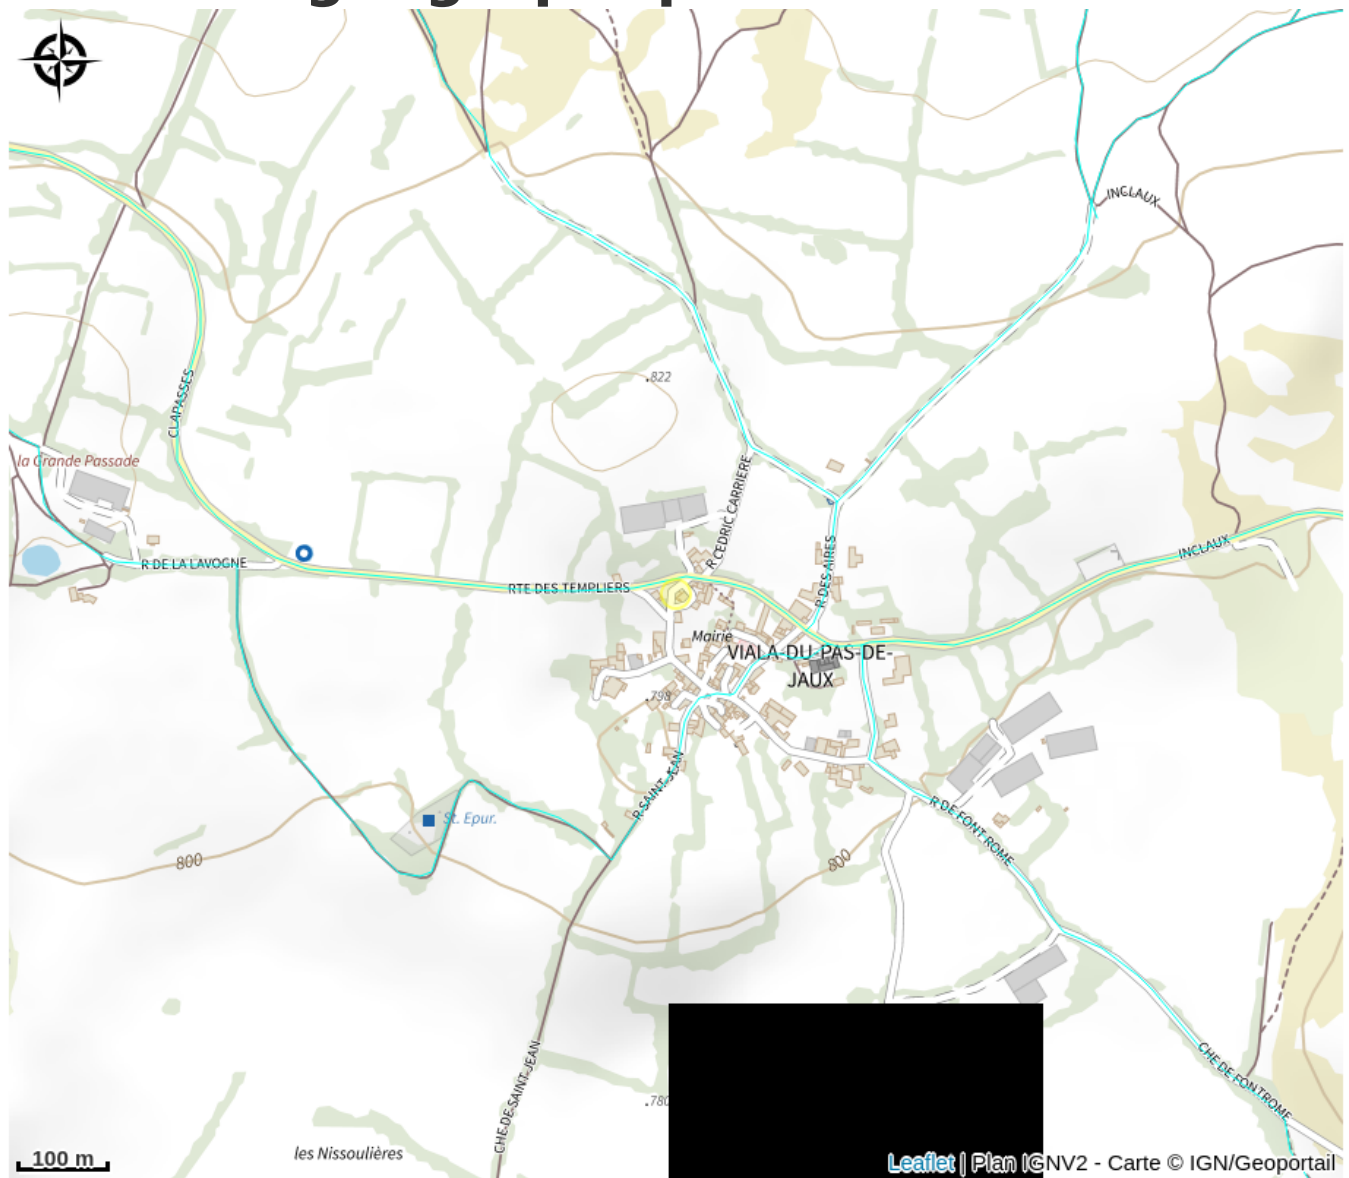 INCLAUX
.822
CLAPASSES
la Grande Passade
R CEDRIC CARRIERE
R DES AIRES
INCLAUX
R DE LA LAVOGNE
RTE DES TEMPLIERS
Mairie
VIALA-DU-PAS-DE-
JAUX
.798
R SAINT-JEAN
St. Epur.
R DE FONT ROME
800
800
CHE DE SAINT-JEAN
CHE DE FONTROME
.780
les Nissoulières
100 m
Leaflet | Plan IGNV2 - Carte © IGN/Geoportail